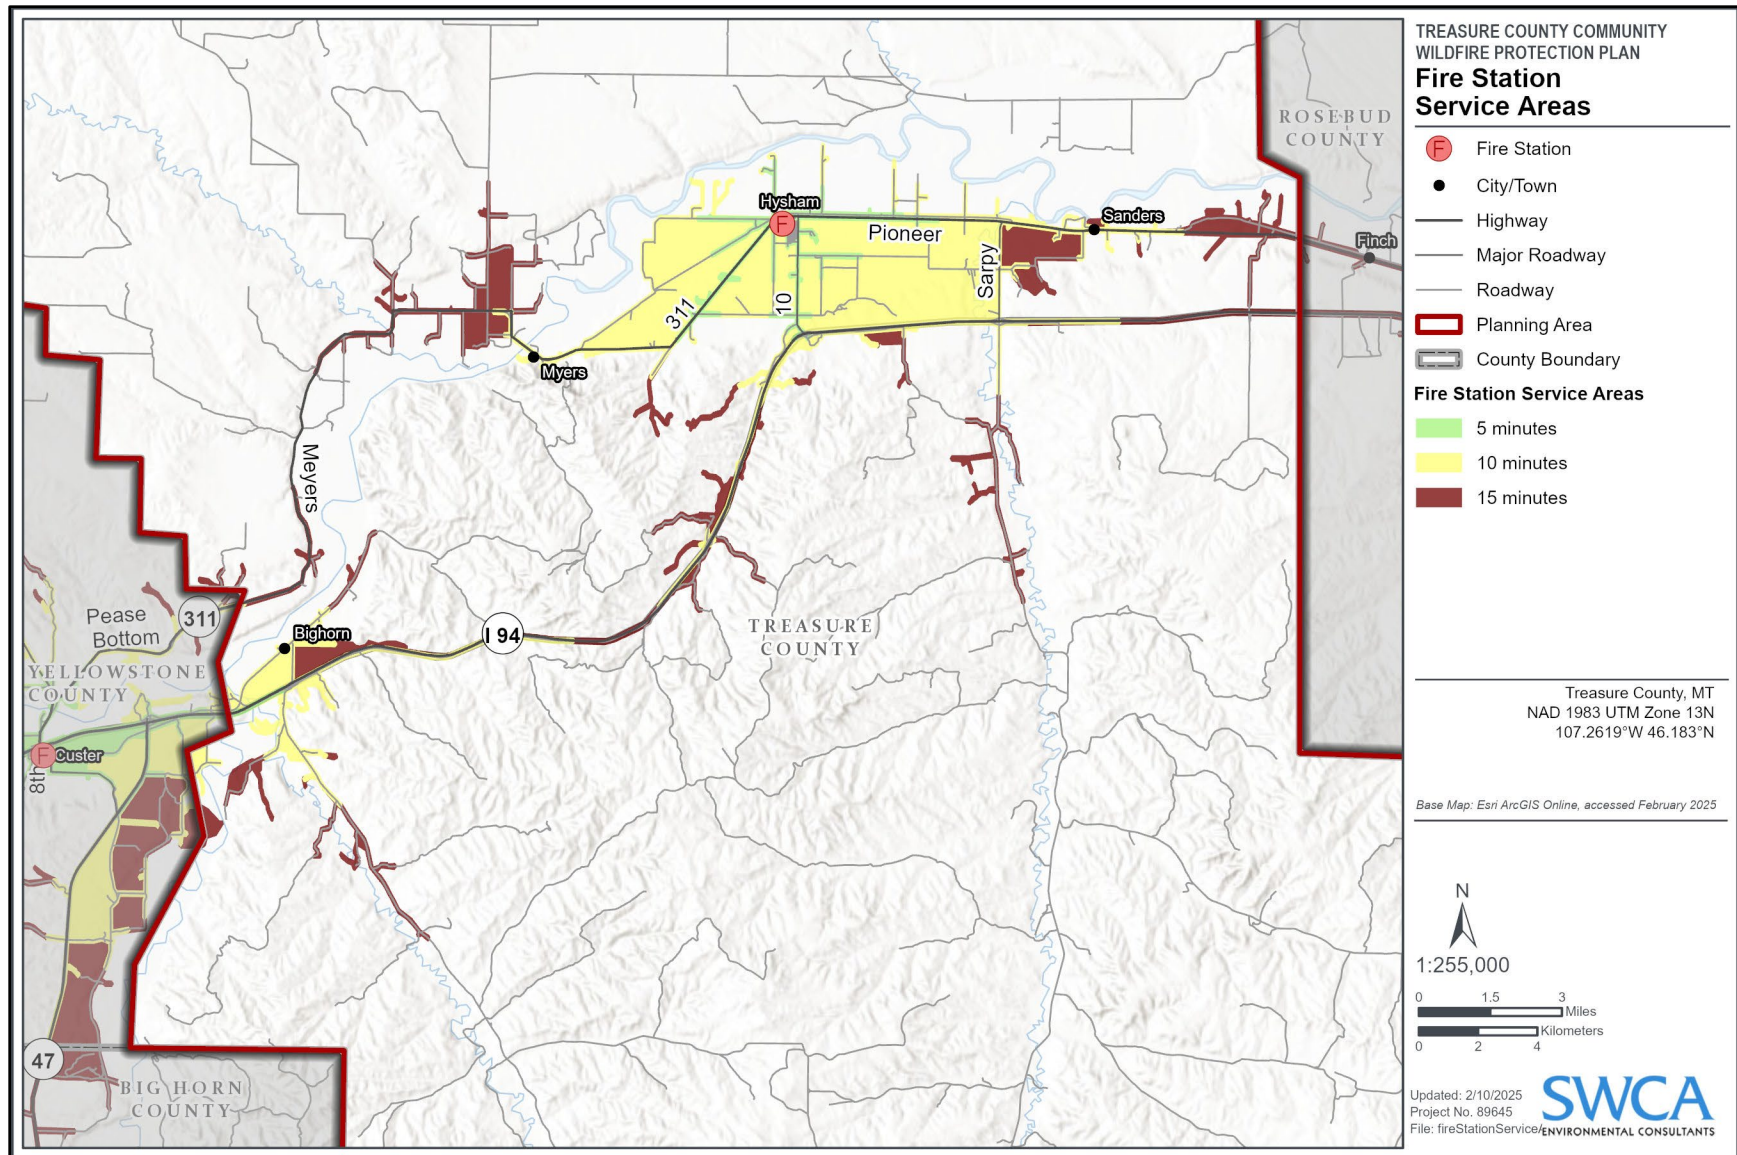 TREASURE COUNTY COMMUNITY
WILDFIRE PROTECTION PLAN
Fire Station
Service Areas
F Fire Station
City/Town
Highway
Major Roadway
Roadway
Planning Area
County Boundary
Fire Station Service Areas
5 minutes
10 minutes
15 minutes
Treasure County, MT
NAD 1983 UTM Zone 13N
107.2619°W 46.183°N
Base Map: Esri ArcGIS Online, accessed February 2025
N
1:255,000
0 1.5 3
Miles
Kilometers
0 2 4
Updated: 2/10/2025
Project No. 89645
File: fireStationService/
SWCA
ENVIRONMENTAL CONSULTANTS
ROSEBUD
COUNTY
Hysham
F
Pioneer
Sanders
Finch
Sarpy
10
311
Myers
Meyers
Pease
Bottom
311
Bighorn
I 94
TREASURE
COUNTY
YELLOWSTONE
COUNTY
F
Custer
8th
47
BIG HORN
COUNTY